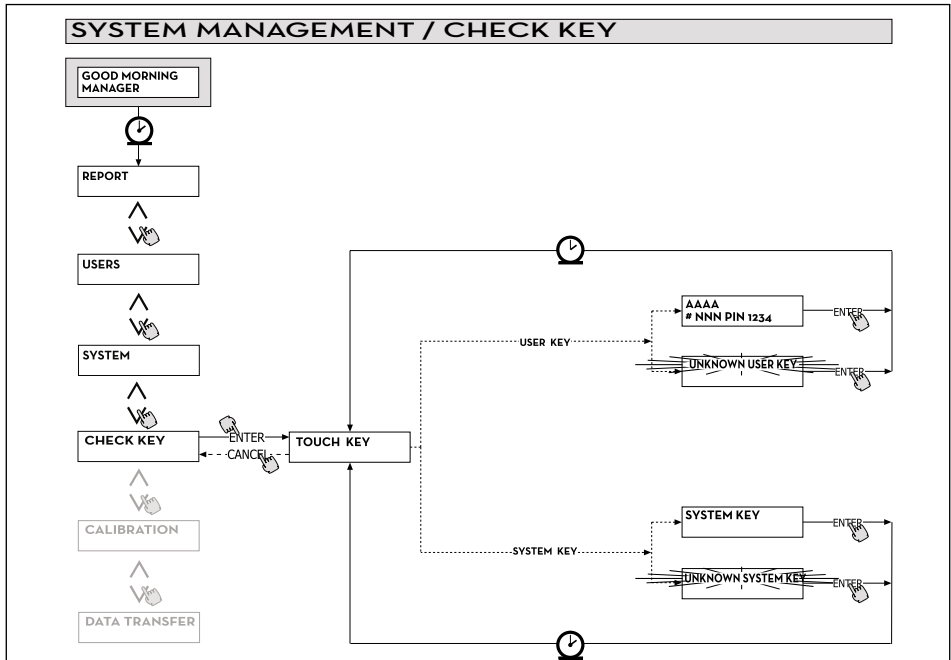 SYSTEM MANAGEMENT / CHECK KEY
GOOD MORNING
MANAGER
REPORT
USERS
SYSTEM
CHECK KEY
ENTER
CANCEL
TOUCH KEY
CALIBRATION
DATA TRANSFER
USER KEY
AAAA
# NNN PIN 1234
ENTER
UNKNOWN USER KEY
ENTER
SYSTEM KEY
SYSTEM KEY
ENTER
UNKNOWN SYSTEM KEY
ENTER